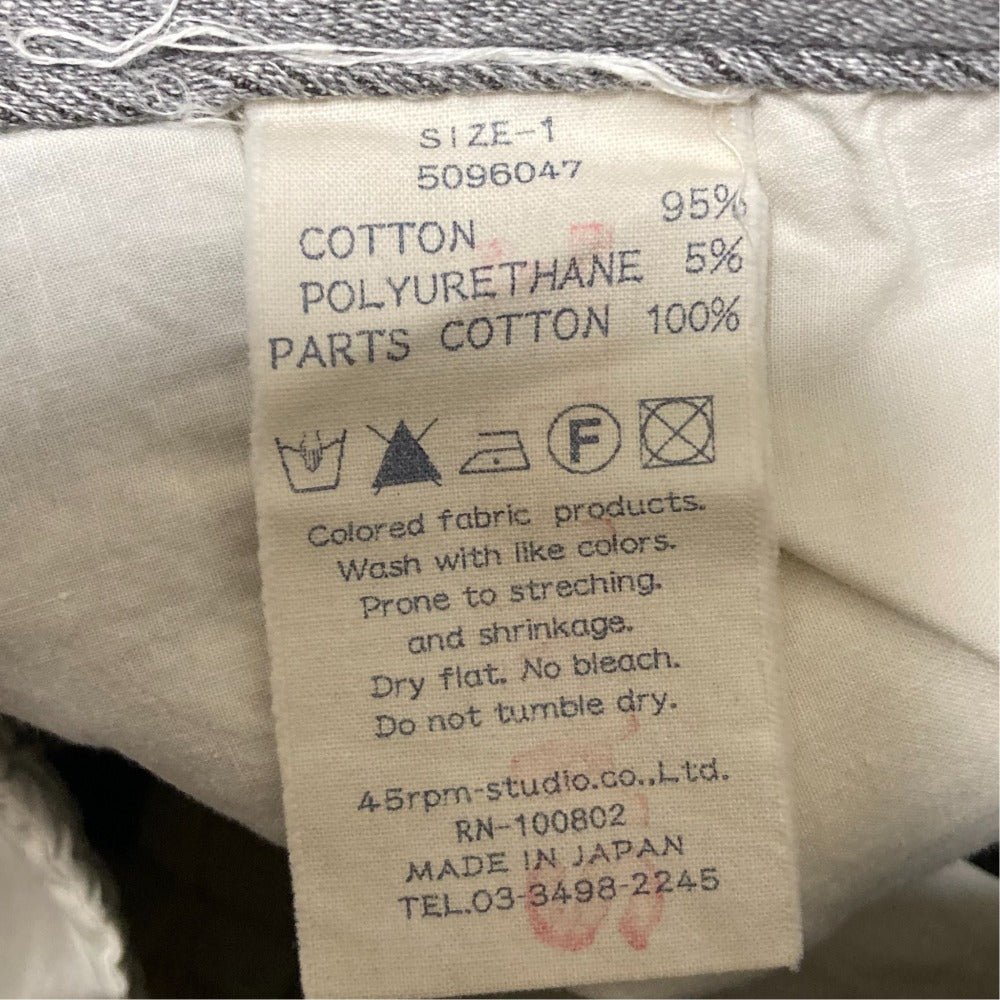 SIZE-1
5096047
COTTON 95%
POLYURETHANE 5%
PARTS COTTON 100%
F
Colored fabric products.
Wash with like colors.
Prone to streching.
and shrinkage.
Dry flat. No bleach.
Do not tumble dry.
45rpm-studio.co.,Ltd.
RN-100802
MADE IN JAPAN
TEL.03-3498-2245